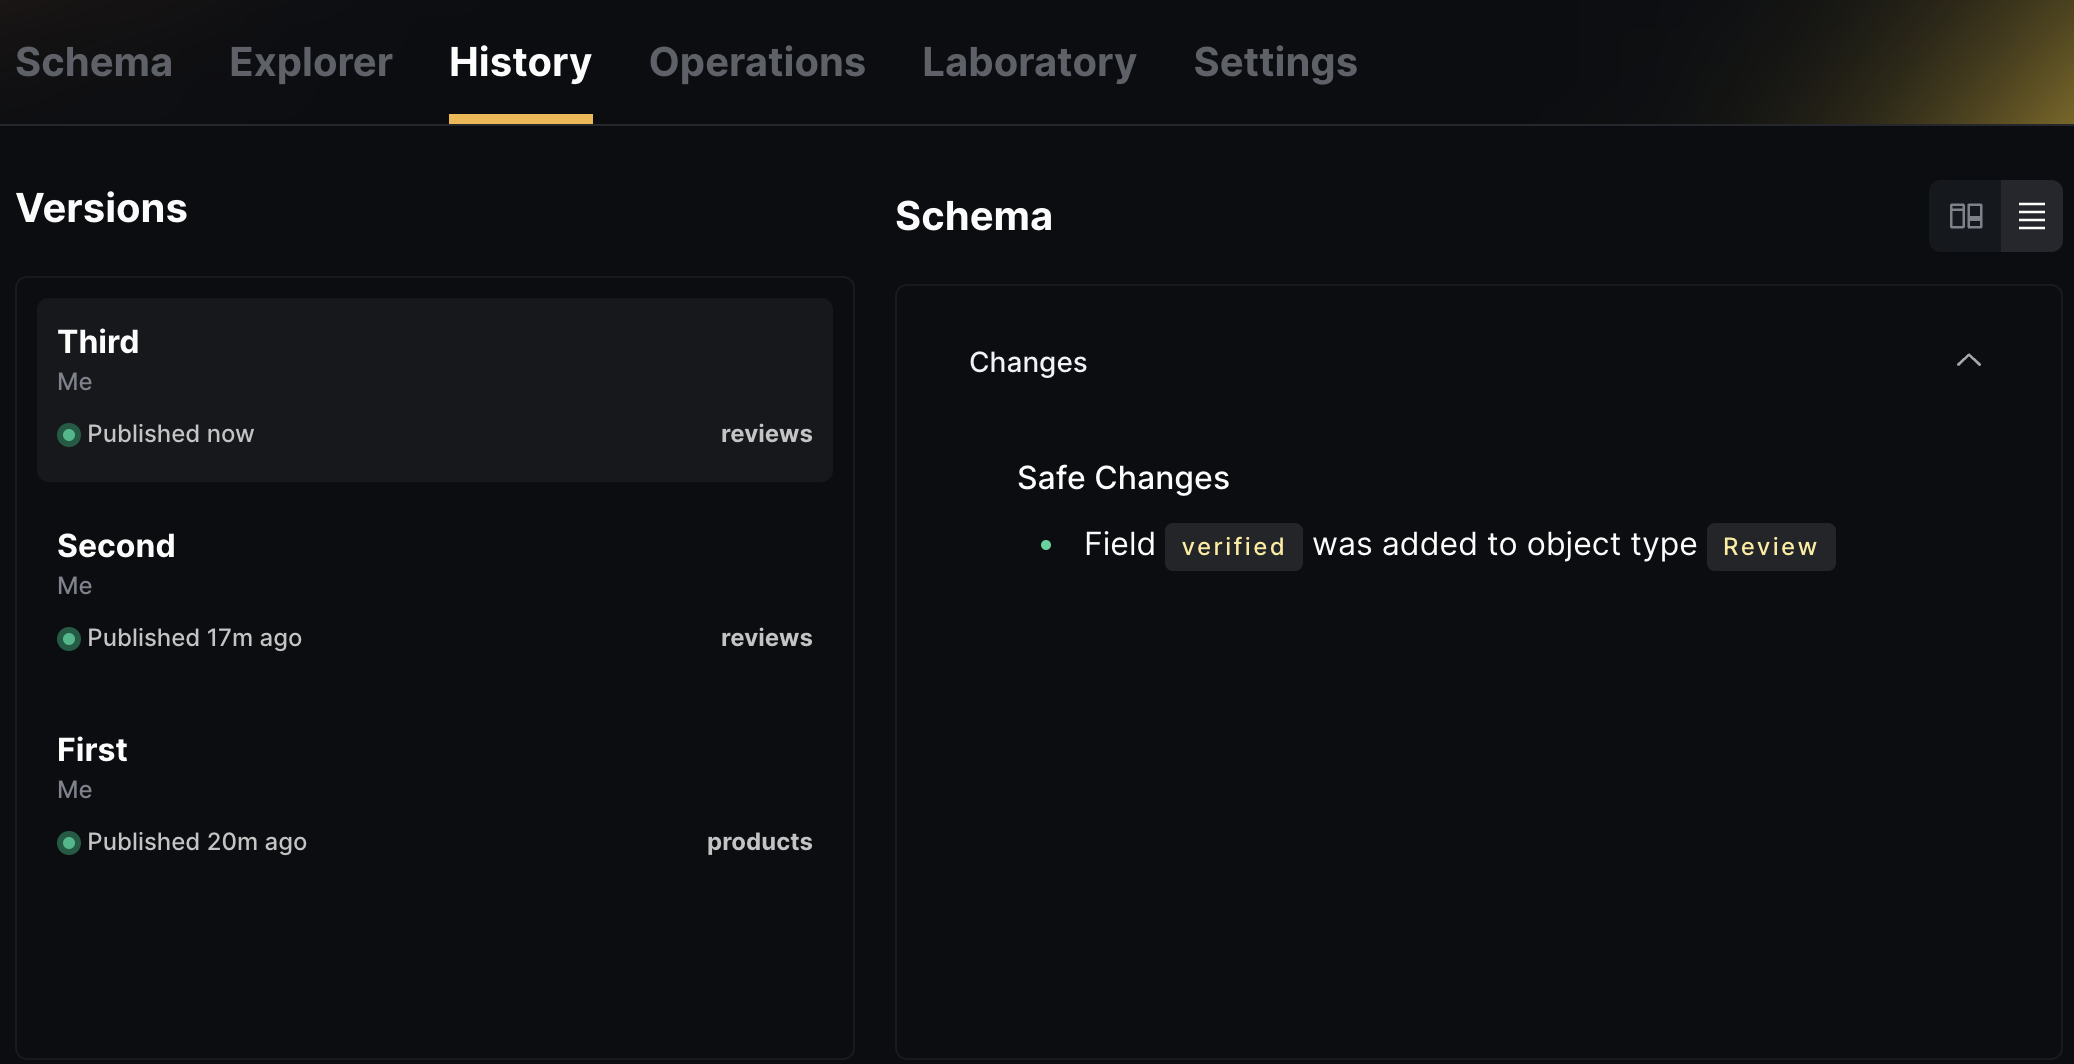 Schema Explorer History Operations Laboratory Settings
Versions
Third
Me
Published now reviews
Second
Me
Published 17m ago reviews
First
Me
Published 20m ago products
Schema
Changes
Safe Changes
Field verified was added to object type Review